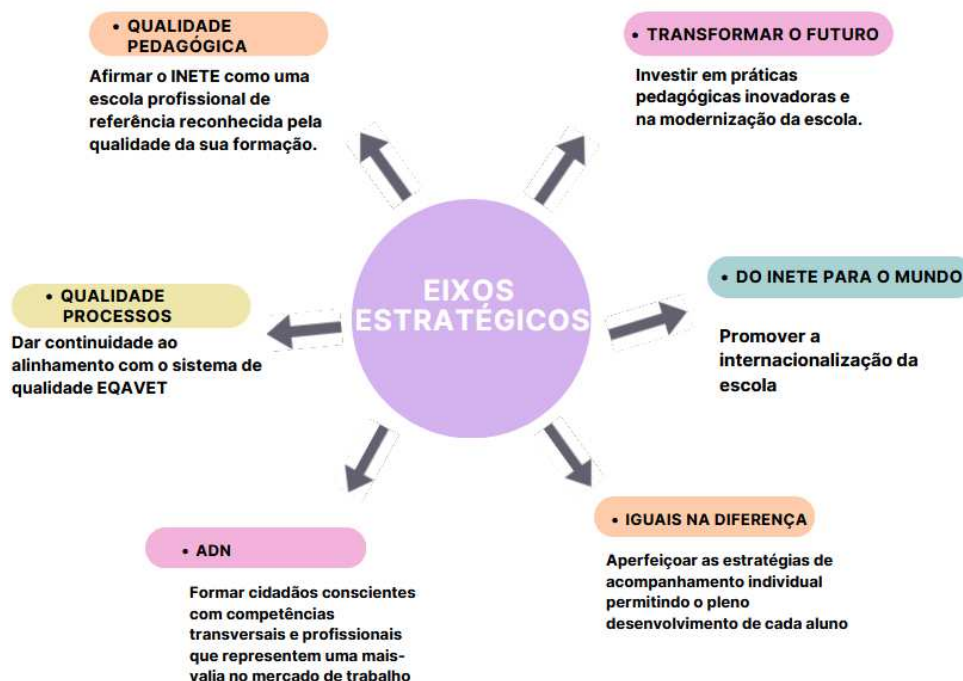 • QUALIDADE
PEDAGÓGICA
Afirmar o INETE como uma
escola profissional de
referência reconhecida pela
qualidade da sua formação.
• TRANSFORMAR O FUTURO
Investir em práticas
pedagógicas inovadoras e
na modernização da escola.
EIXOS
ESTRATÉGICOS
• QUALIDADE
PROCESSOS
Dar continuidade ao
alinhamento com o sistema de
qualidade EQAVET
• DO INETE PARA O MUNDO
Promover a
internacionalização da
escola
• ADN
Formar cidadãos conscientes
com competências
transversais e profissionais
que representem uma mais-
valia no mercado de trabalho
• IGUAIS NA DIFERENÇA
Aperfeiçoar as estratégias de
acompanhamento individual
permitindo o pleno
desenvolvimento de cada aluno